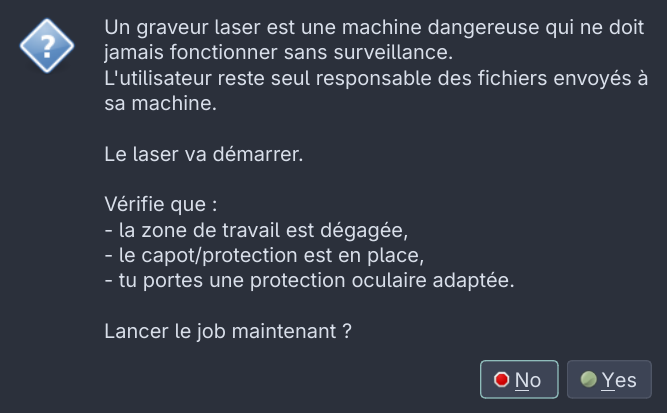 Un graveur laser est une machine dangereuse qui ne doit
jamais fonctionner sans surveillance.
L'utilisateur reste seul responsable des fichiers envoyés à
sa machine.
Le laser va démarrer.
Vérifie que :
- la zone de travail est dégagée,
- le capot/protection est en place,
- tu portes une protection oculaire adaptée.
Lancer le job maintenant ?
No
Yes